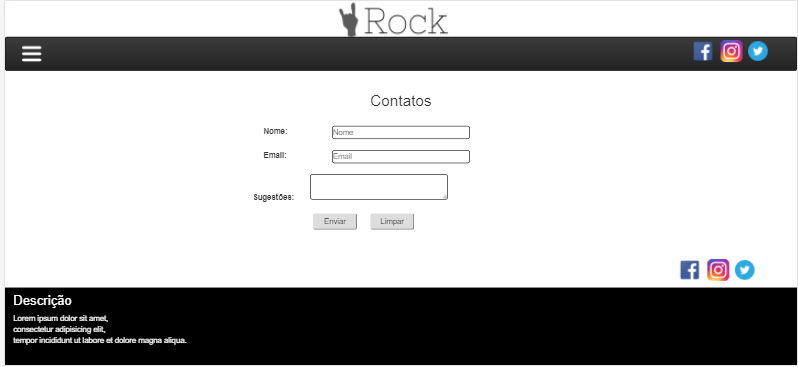 Rock
Contatos
Nome:
Nome
Email:
Email
Sugestões:
Enviar
Limpar
Descrição
Lorem ipsum dolor sit amet,
consectetur adipisicing elit,
tempor incididunt ut labore et dolore magna aliqua.